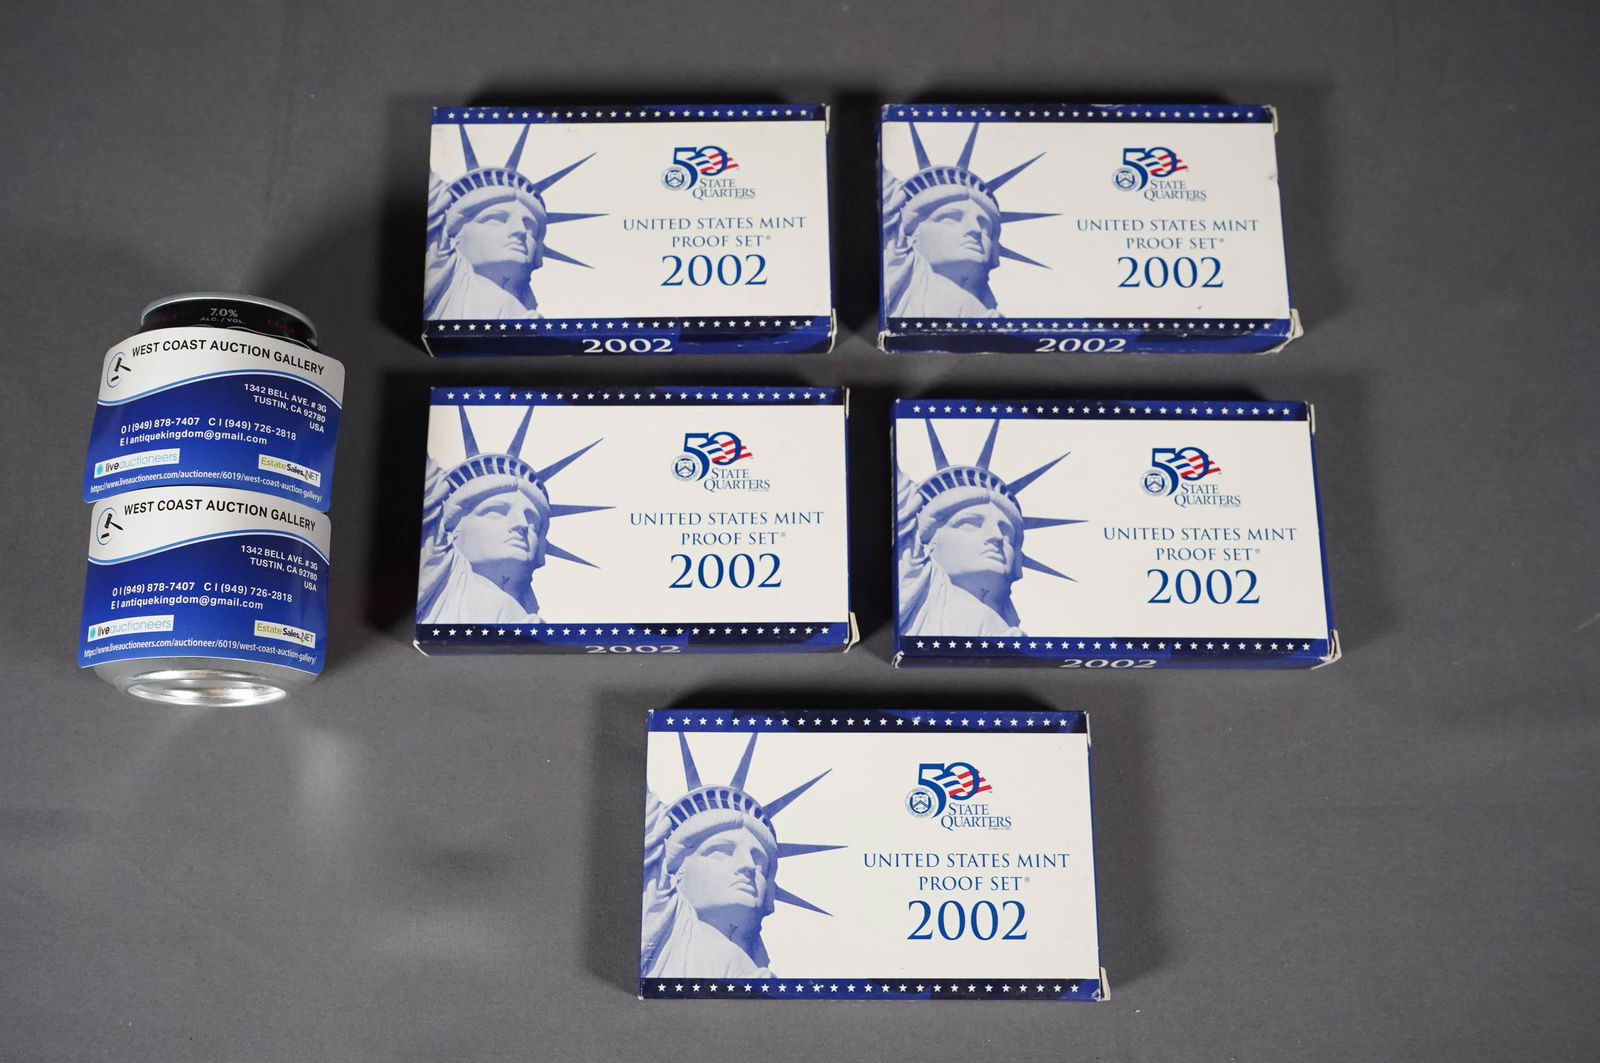 7.0%
ALC. / VOL.
WEST COAST AUCTION GALLERY
1342 BELL AVE. # 3G
TUSTIN, CA 92780
USA
O I (949) 878-7407 C I (949) 726-2818
E I antiquekingdom@gmail.com
liveauctioneers
EstateSales.NET
https://www.liveauctioneers.com/auctioneer/6019/west-coast-auction-gallery/
WEST COAST AUCTION GALLERY
1342 BELL AVE. # 3G
TUSTIN, CA 92780
USA
O I (949) 878-7407 C I (949) 726-2818
E I antiquekingdom@gmail.com
liveauctioneers
EstateSales.NET
https://www.liveauctioneers.com/auctioneer/6019/west-coast-auction-gallery/
50
STATE
QUARTERS
UNITED STATES MINT
PROOF SET®
2002
2002
50
STATE
QUARTERS
UNITED STATES MINT
PROOF SET®
2002
2002
50
STATE
QUARTERS
UNITED STATES MINT
PROOF SET®
2002
2002
50
STATE
QUARTERS
UNITED STATES MINT
PROOF SET®
2002
2002
50
STATE
QUARTERS
UNITED STATES MINT
PROOF SET®
2002